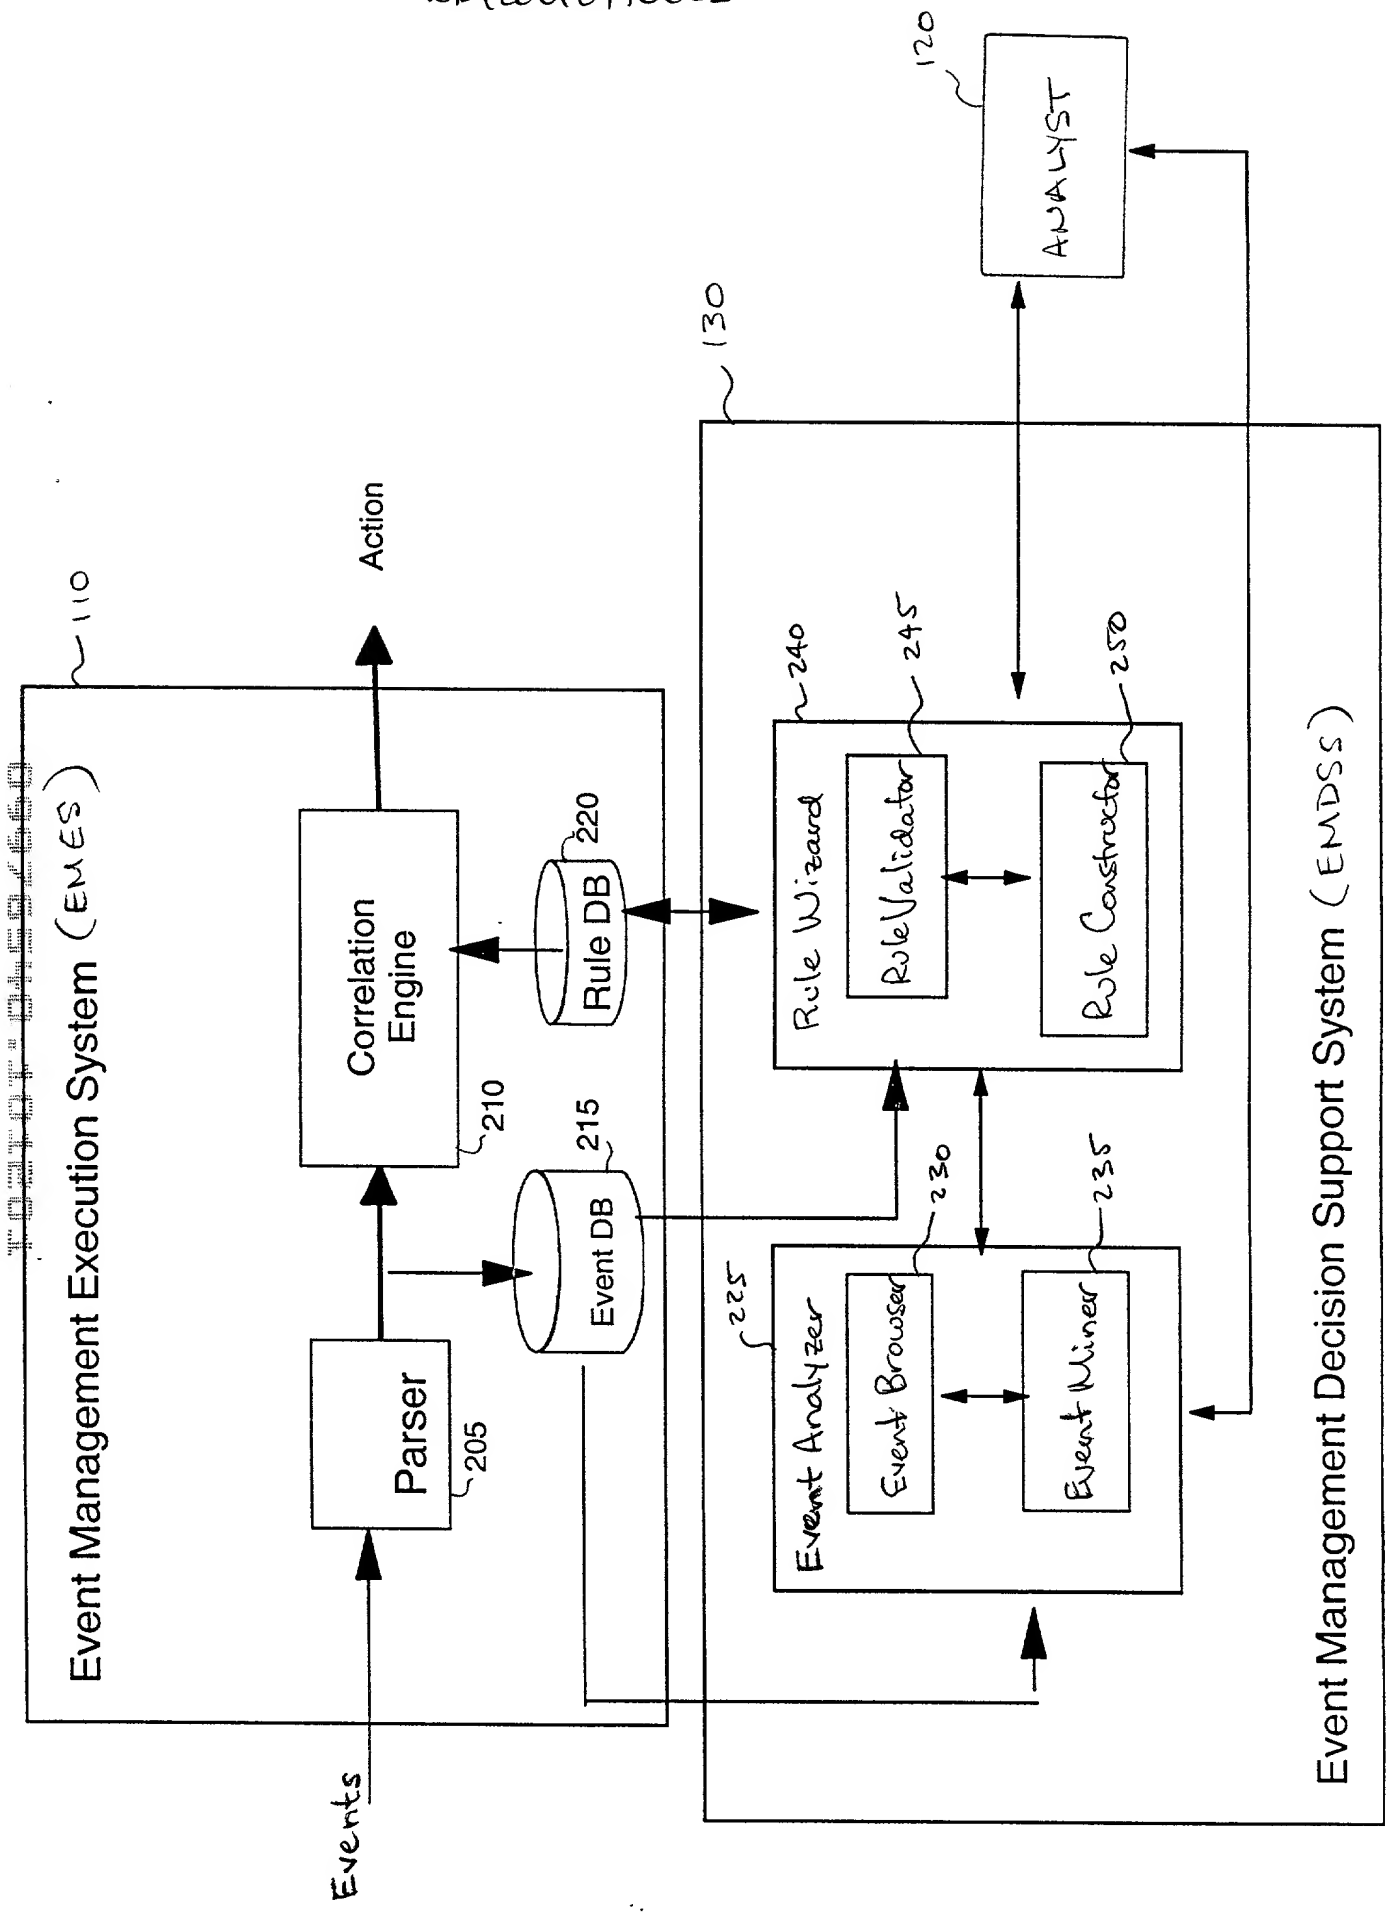 Event Management Execution System (EMES)
110
Events
Parser
205
Correlation
Engine
210
Action
Event DB
215
Rule DB
220
130
Event Analyzer
225
Event Browser
230
Event Miner
235
Rule Wizard
240
Rule Validator
245
Rule Constructor
250
ANALYST
120
Event Management Decision Support System (EMDSS)